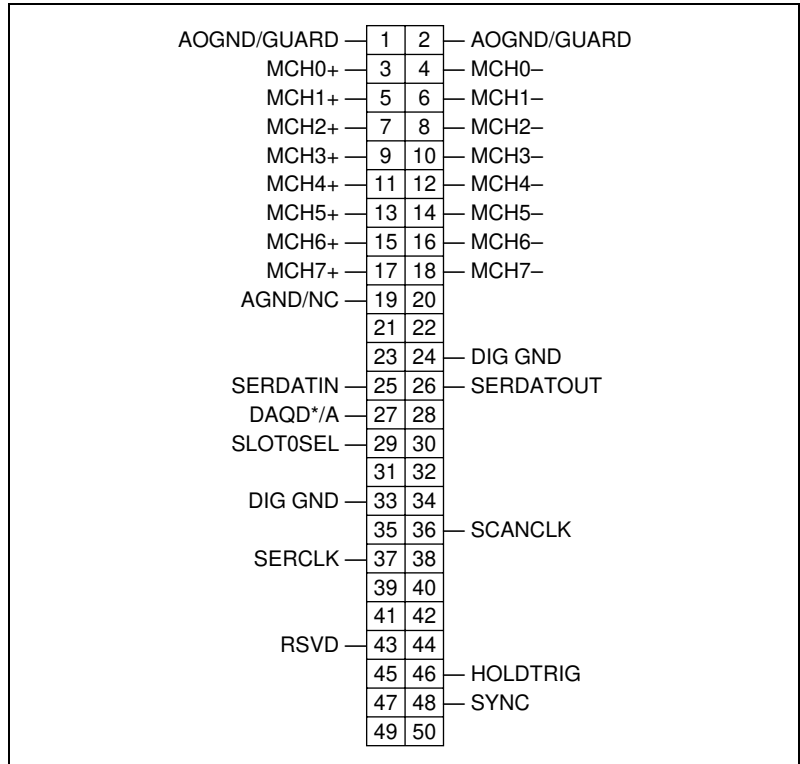 AOGND/GUARD 1 2 AOGND/GUARD
MCH0+ 3 4 MCH0–
MCH1+ 5 6 MCH1–
MCH2+ 7 8 MCH2–
MCH3+ 9 10 MCH3–
MCH4+ 11 12 MCH4–
MCH5+ 13 14 MCH5–
MCH6+ 15 16 MCH6–
MCH7+ 17 18 MCH7–
AGND/NC 19 20
21 22
23 24 DIG GND
SERDATIN 25 26 SERDATOUT
DAQD*/A 27 28
SLOT0SEL 29 30
31 32
DIG GND 33 34
35 36 SCANCLK
SERCLK 37 38
39 40
41 42
RSVD 43 44
45 46 HOLDTRIG
47 48 SYNC
49 50